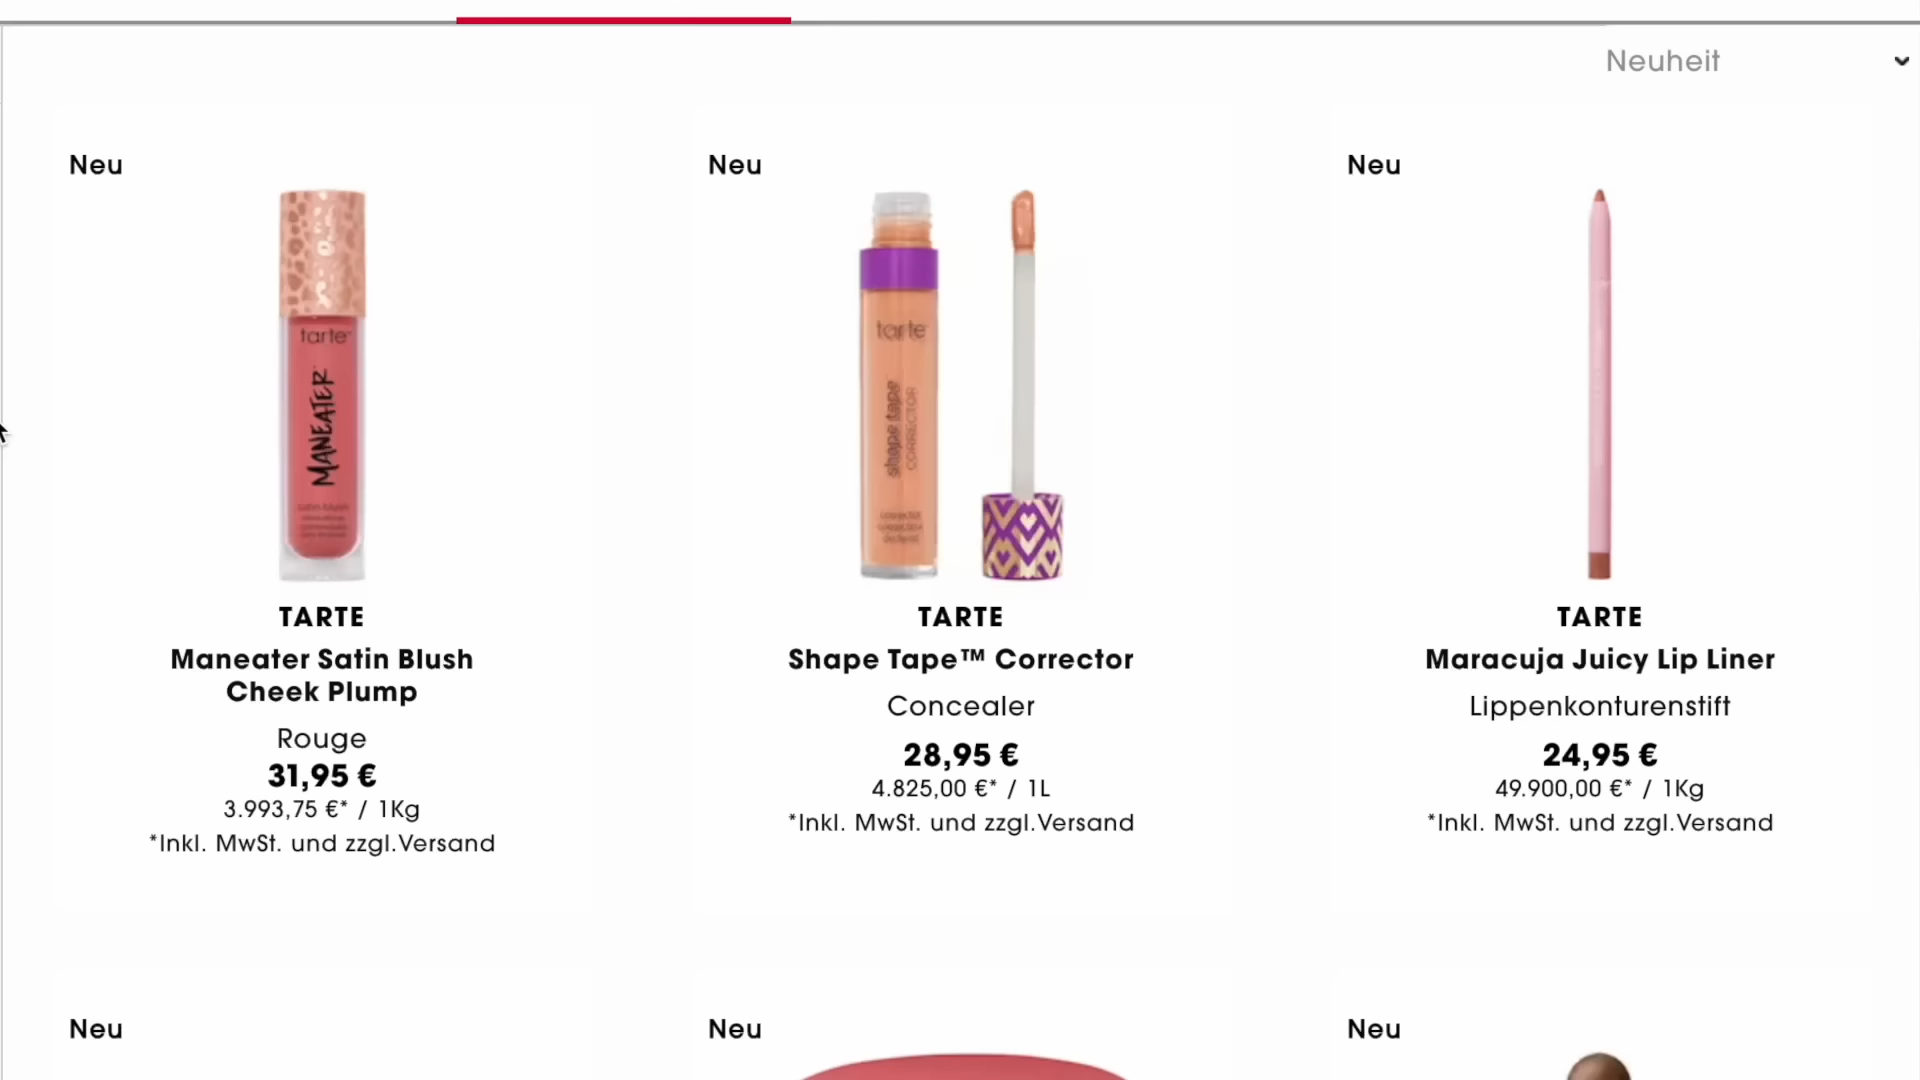 Neuheit
Neu
Neu
Neu
tarte
MANEATER
tarte
shape tape
CORRECTOR
TARTE
Maneater Satin Blush
Cheek Plump
Rouge
31,95 €
3.993,75 €* / 1Kg
*Inkl. MwSt. und zzgl.Versand
TARTE
Shape Tape™ Corrector
Concealer
28,95 €
4.825,00 €* / 1L
*Inkl. MwSt. und zzgl.Versand
TARTE
Maracuja Juicy Lip Liner
Lippenkonturenstift
24,95 €
49.900,00 €* / 1Kg
*Inkl. MwSt. und zzgl.Versand
Neu
Neu
Neu